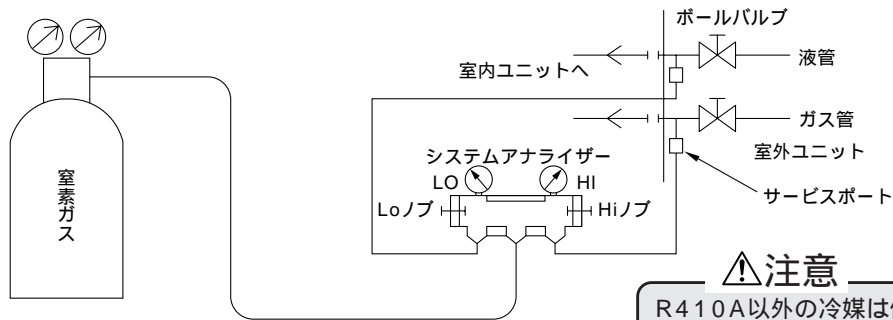 ボールバルブ
液管
室内ユニットへ
ガス管
室外ユニット
サービスポート
システムアナライザー
LO
HI
Loノブ
Hiノブ
窒素ガス
注意
R410A以外の冷媒は